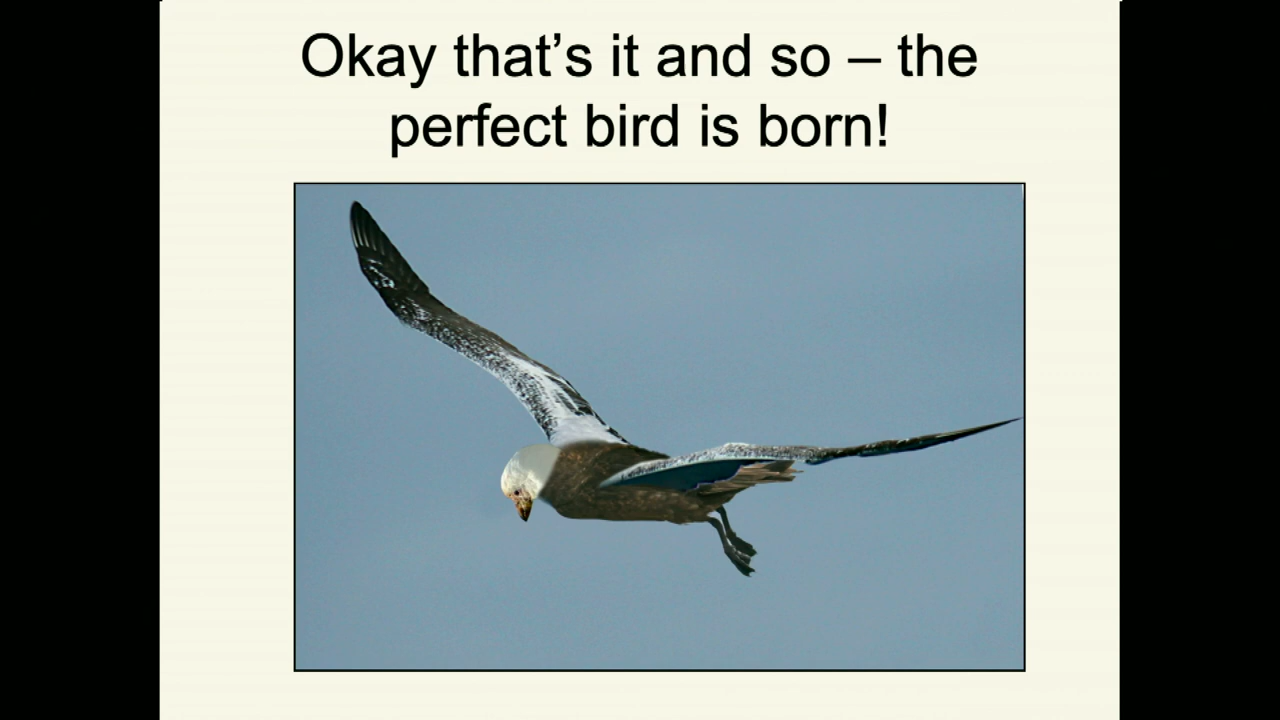 Okay that’s it and so – the
perfect bird is born!